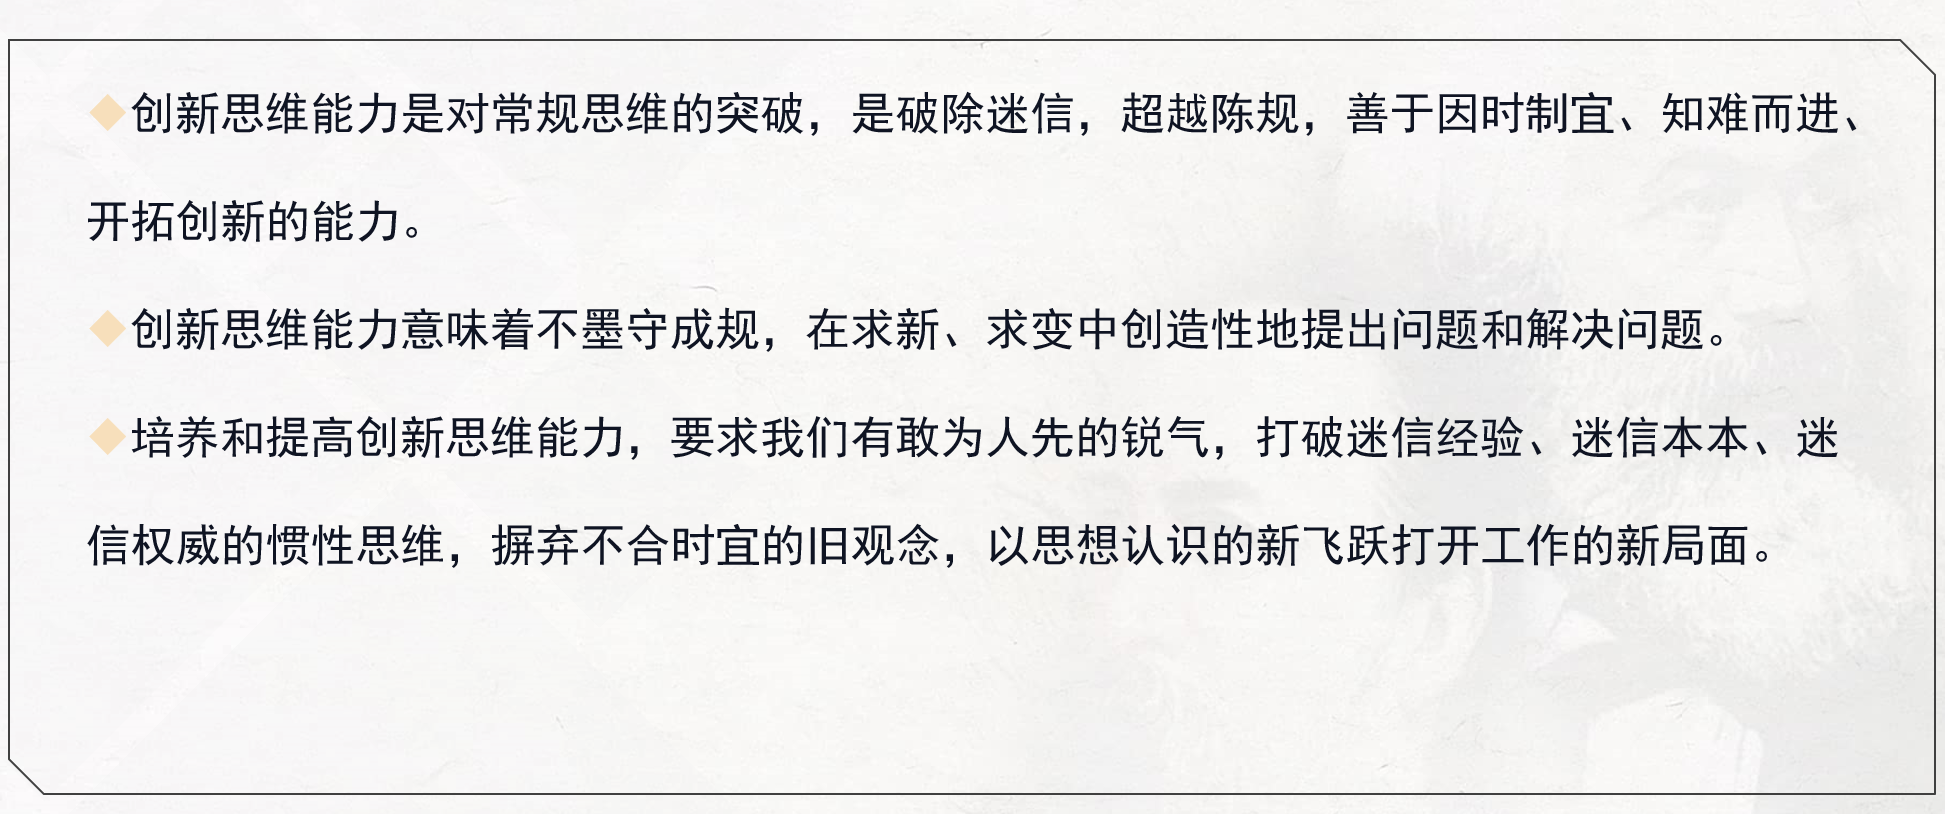 ◆创新思维能力是对常规思维的突破，是破除迷信，超越陈规，善于因时制宜、知难而进、
开拓创新的能力。
◆创新思维能力意味着不墨守成规，在求新、求变中创造性地提出问题和解决问题。
◆培养和提高创新思维能力，要求我们有敢为人先的锐气，打破迷信经验、迷信本本、迷
信权威的惯性思维，摒弃不合时宜的旧观念，以思想认识的新飞跃打开工作的新局面。